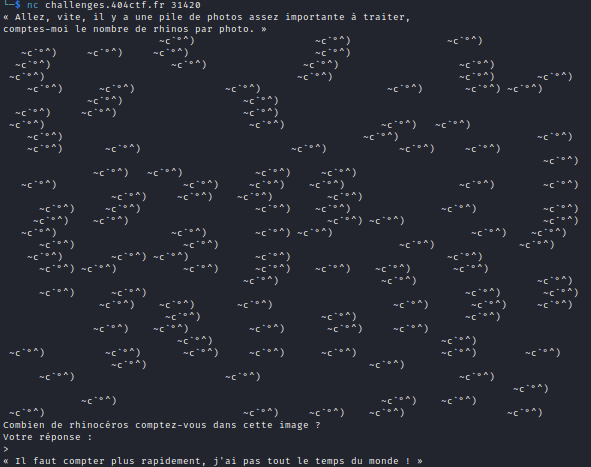 └─$ nc challenges.404ctf.fr 31420
« Allez, vite, il y a une pile de photos assez importante à traiter,
comptes-moi le nombre de rhinos par photo. »
~c`°^) ~c`°^) ~c`°^)
~c`°^) ~c`°^) ~c`°^) ~c`°^)
~c`°^) ~c`°^) ~c`°^) ~c`°^)
~c`°^) ~c`°^) ~c`°^) ~c`°^)
~c`°^) ~c`°^) ~c`°^) ~c`°^) ~c`°^) ~c`°^)
~c`°^) ~c`°^)
~c`°^) ~c`°^) ~c`°^)
~c`°^) ~c`°^) ~c`°^) ~c`°^)
~c`°^) ~c`°^) ~c`°^)
~c`°^) ~c`°^) ~c`°^) ~c`°^) ~c`°^)
~c`°^)
~c`°^) ~c`°^) ~c`°^) ~c`°^)
~c`°^) ~c`°^) ~c`°^) ~c`°^) ~c`°^) ~c`°^)
~c`°^) ~c`°^) ~c`°^) ~c`°^) ~c`°^)
~c`°^) ~c`°^) ~c`°^) ~c`°^) ~c`°^) ~c`°^)
~c`°^) ~c`°^) ~c`°^) ~c`°^) ~c`°^)
~c`°^) ~c`°^) ~c`°^) ~c`°^) ~c`°^) ~c`°^)
~c`°^) ~c`°^) ~c`°^) ~c`°^)
~c`°^) ~c`°^) ~c`°^) ~c`°^) ~c`°^)
~c`°^) ~c`°^) ~c`°^) ~c`°^) ~c`°^) ~c`°^) ~c`°^)
~c`°^) ~c`°^)
~c`°^) ~c`°^) ~c`°^) ~c`°^)
~c`°^) ~c`°^) ~c`°^) ~c`°^) ~c`°^)
~c`°^) ~c`°^) ~c`°^)
~c`°^) ~c`°^) ~c`°^) ~c`°^) ~c`°^)
~c`°^) ~c`°^)
~c`°^) ~c`°^) ~c`°^) ~c`°^) ~c`°^) ~c`°^) ~c`°^)
~c`°^) ~c`°^)
~c`°^) ~c`°^) ~c`°^)
~c`°^)
~c`°^) ~c`°^)
~c`°^) ~c`°^) ~c`°^) ~c`°^) ~c`°^)
Combien de rhinocéros comptez-vous dans cette image ?
Votre réponse :
>
« Il faut compter plus rapidement, j'ai pas tout le temps du monde ! »